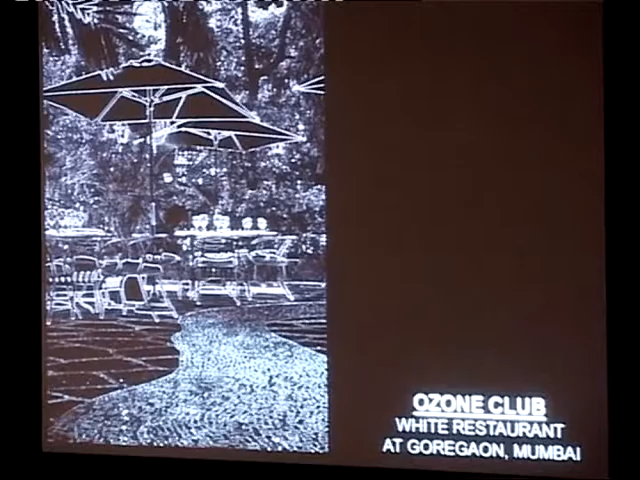 OZONE CLUB
WHITE RESTAURANT
AT GOREGAON, MUMBAI